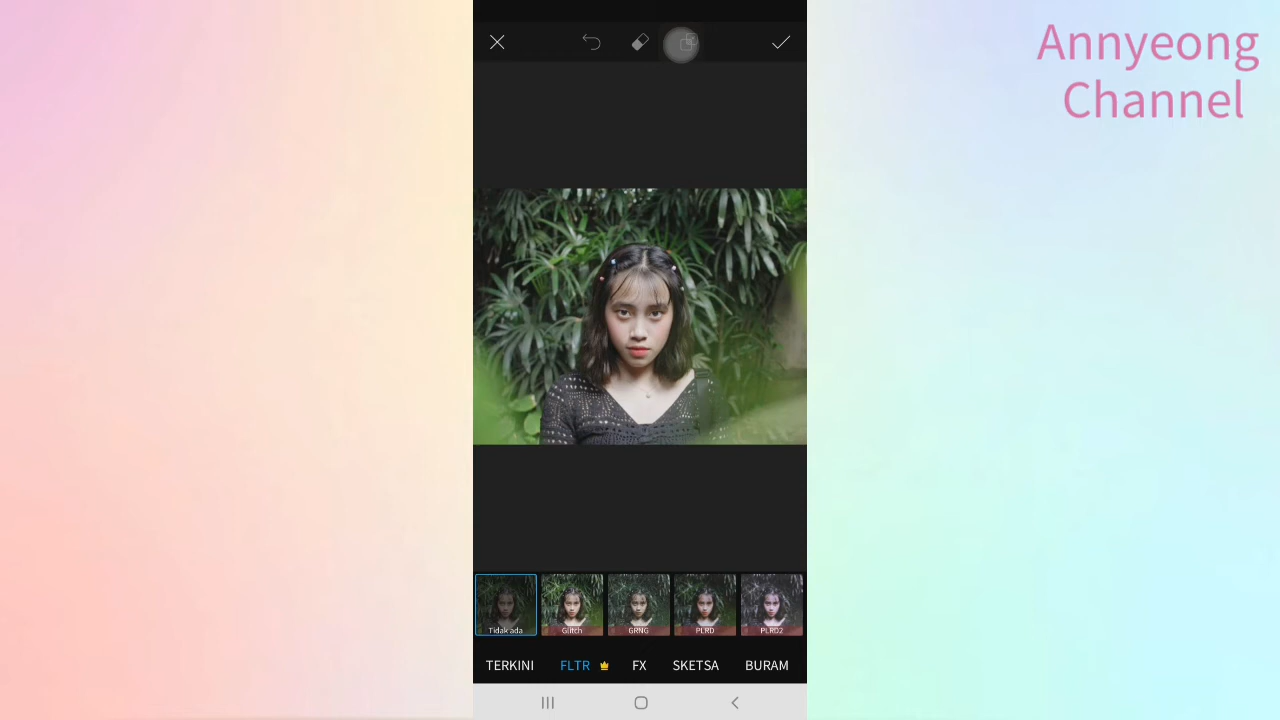 Annyeong
Channel
Tidak ada
Glitch
GRNG
PLRD
PLRD2
TERKINI
FLTR
FX
SKETSA
BURAM